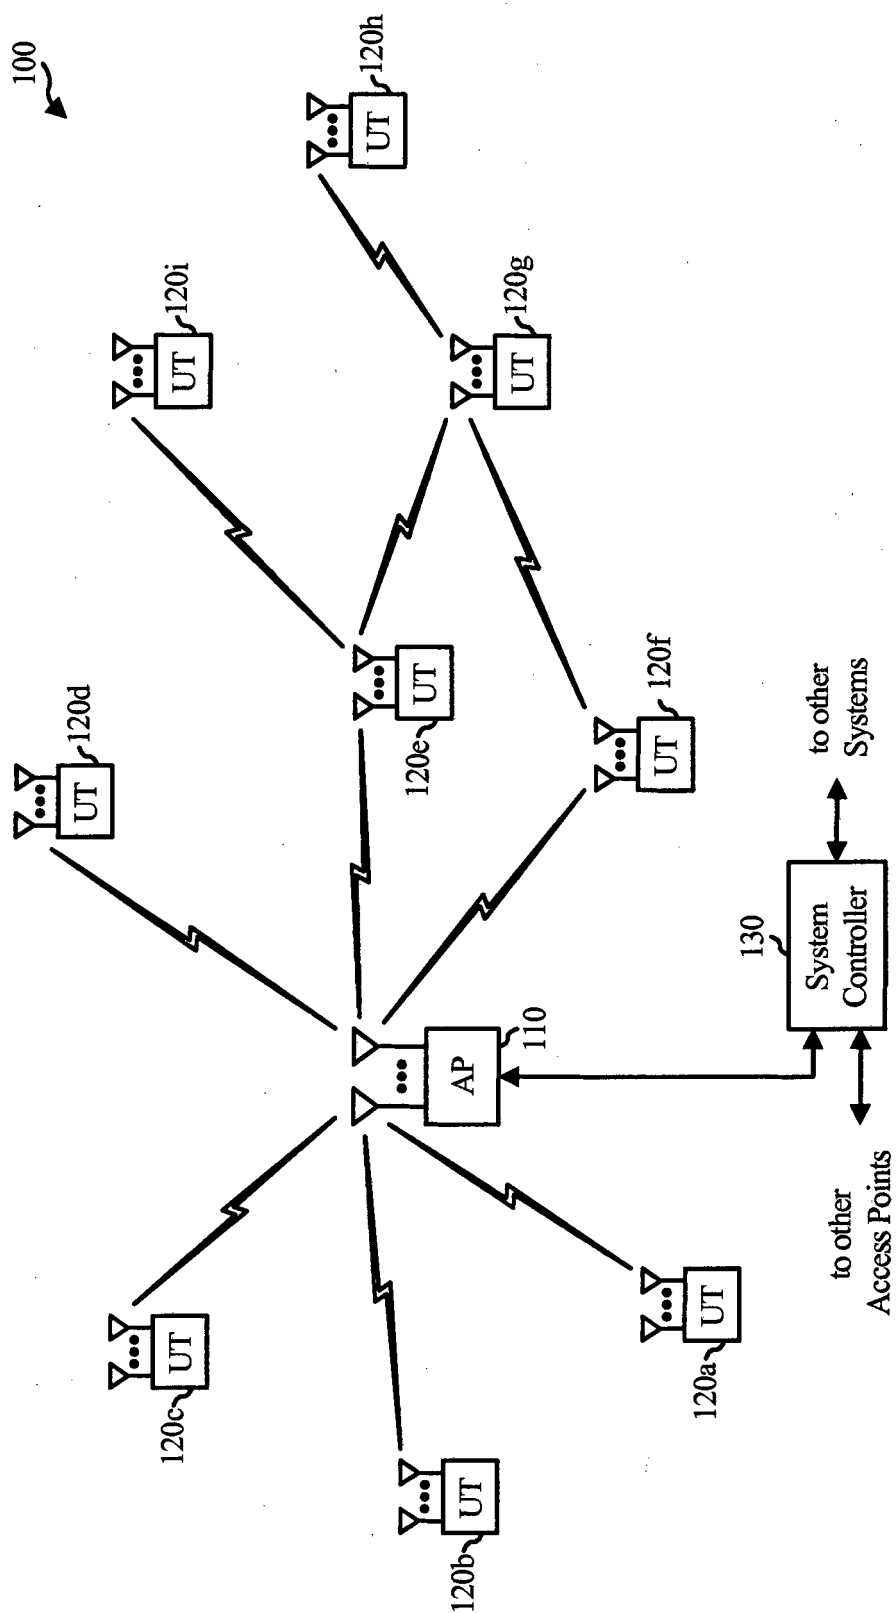 100
120h
UT
120i
UT
120g
UT
120d
UT
120e
UT
120f
UT
to other
Systems
130
System
Controller
110
AP
to other
Access Points
120c
UT
120a
UT
120b
UT